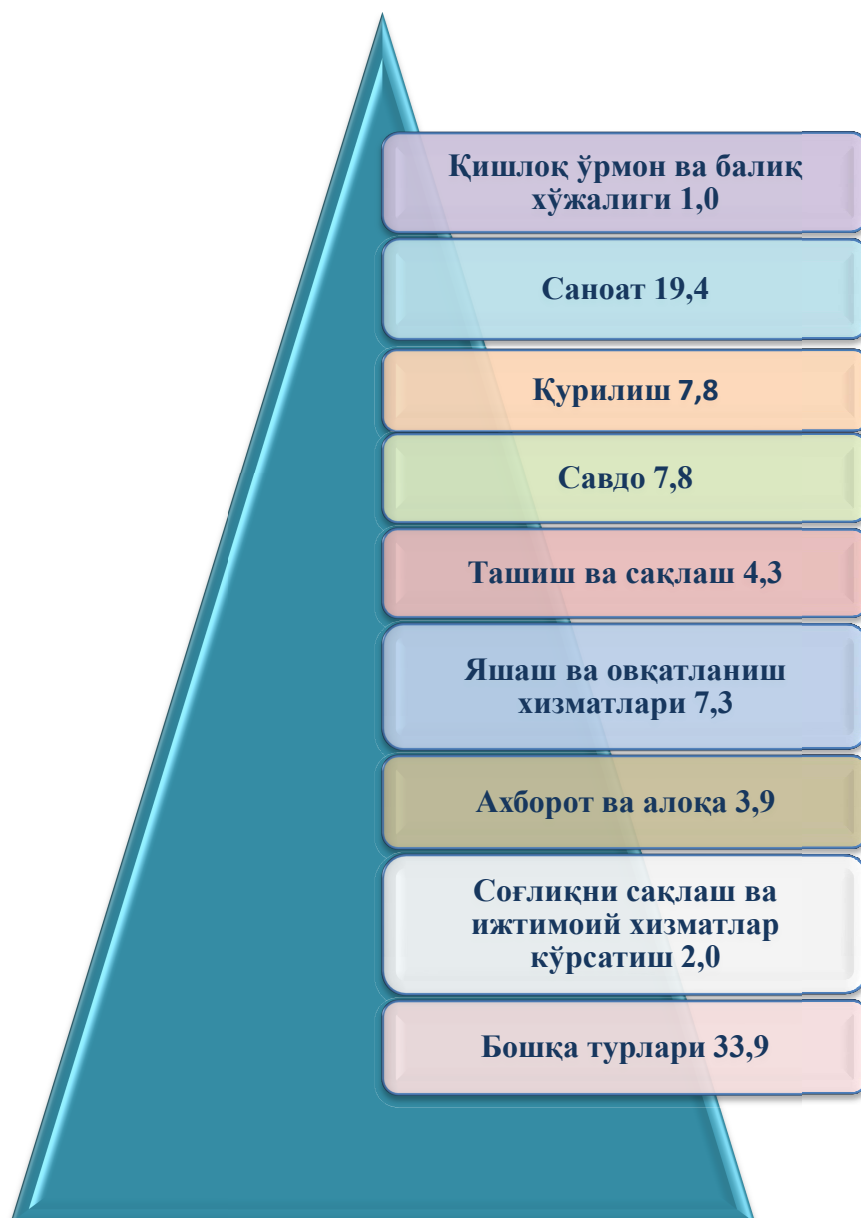 Қишлоқ ўрмон ва балиқ
хўжалиги 1,0
Саноат 19,4
Қурилиш 7,8
Савдо 7,8
Ташиш ва сақлаш 4,3
Яшаш ва овқатланиш
хизматлари 7,3
Ахборот ва алоқа 3,9
Соғлиқни сақлаш ва
ижтимоий хизматлар
кўрсатиш 2,0
Бошқа турлари 33,9